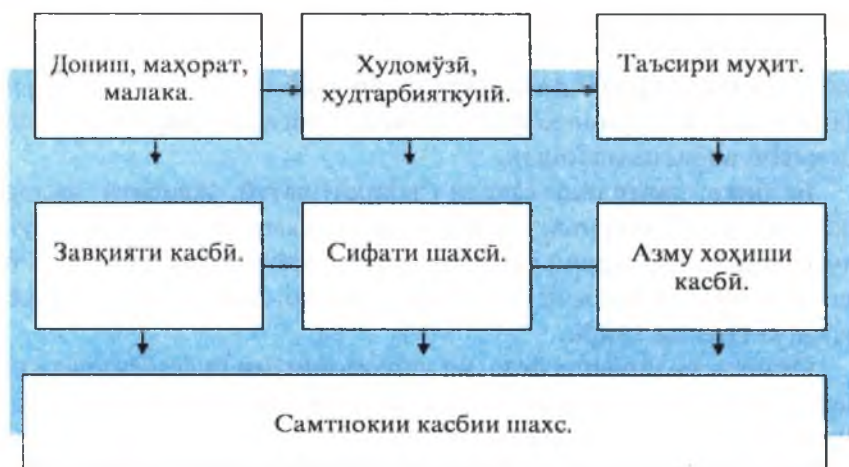 Дониш, маҳорат,
малака.
Худомӯзӣ,
худтарбияткунӣ.
Таъсири муҳит.
Завқияти касбӣ.
Сифати шахсӣ.
Азму хоҳиши
касбӣ.
Самтнокии касбии шахс.